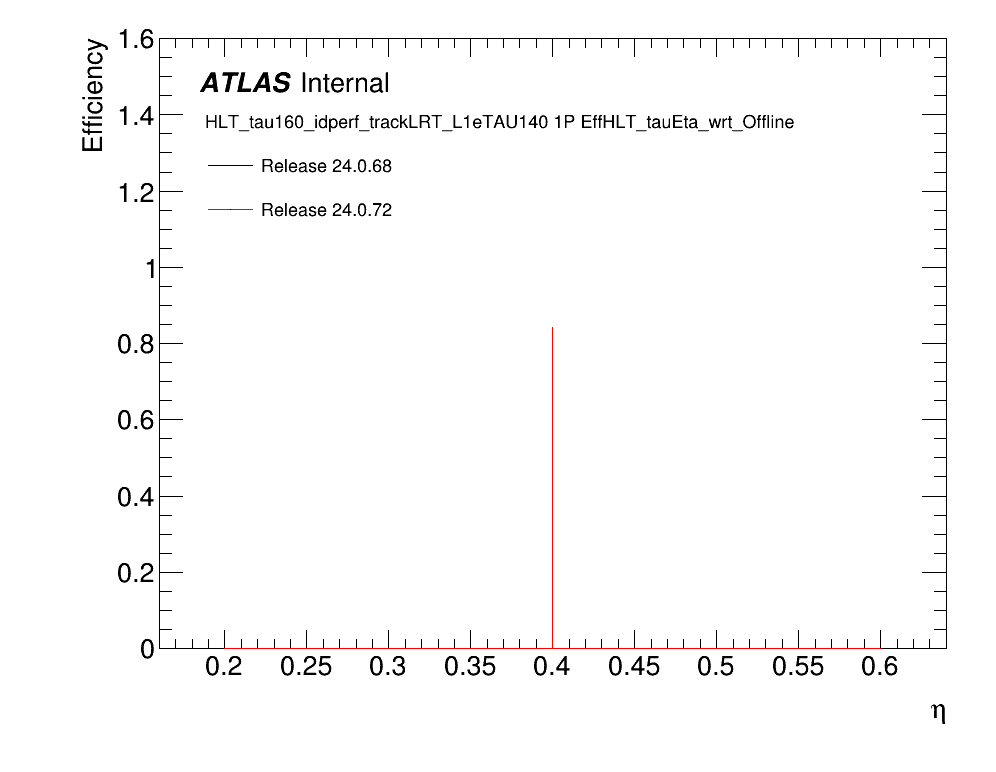 Efficiency
1.6
1.4
1.2
1
0.8
0.6
0.4
0.2
0
ATLAS Internal
HLT_tau160_idperf_trackLRT_L1eTAU140 1P EffHLT_tauEta_wrt_Offline
Release 24.0.68
Release 24.0.72
0.2 0.25 0.3 0.35 0.4 0.45 0.5 0.55 0.6
η